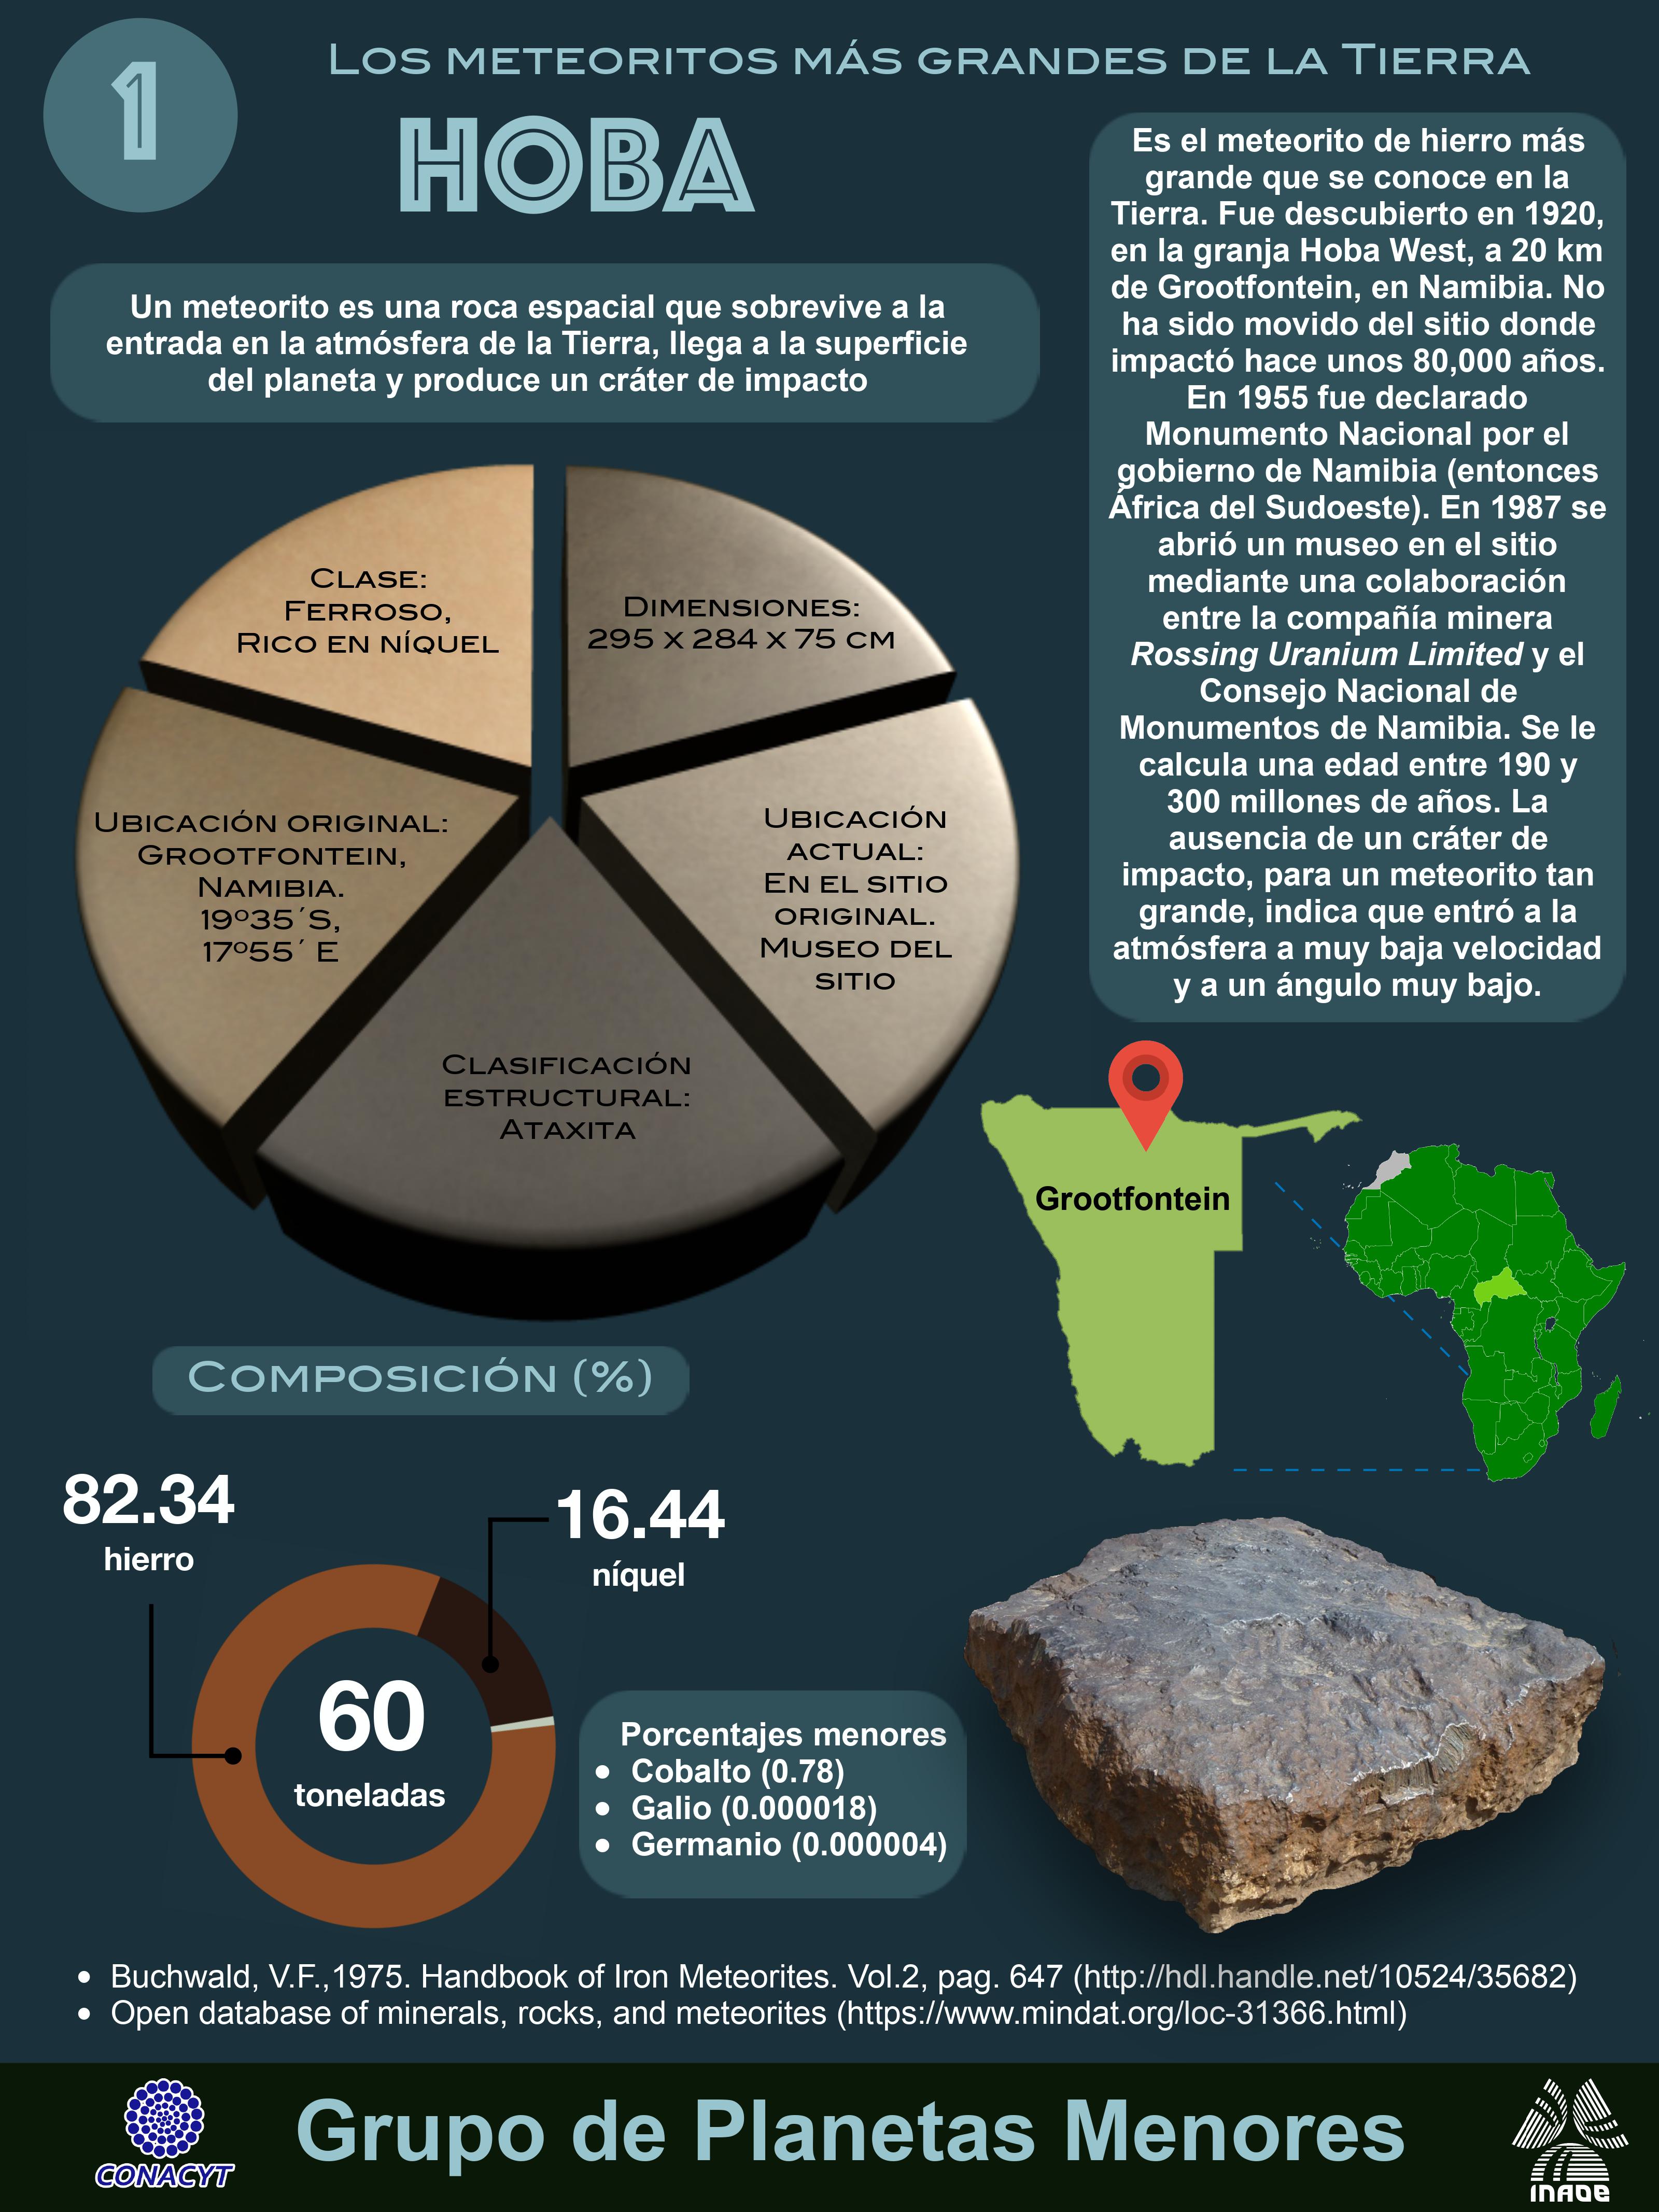 1
Los meteoritos más grandes de la Tierra
HOBA
Un meteorito es una roca espacial que sobrevive a la
entrada en la atmósfera de la Tierra, llega a la superficie
del planeta y produce un cráter de impacto
Es el meteorito de hierro más
grande que se conoce en la
Tierra. Fue descubierto en 1920,
en la granja Hoba West, a 20 km
de Grootfontein, en Namibia. No
ha sido movido del sitio donde
impactó hace unos 80,000 años.
En 1955 fue declarado
Monumento Nacional por el
gobierno de Namibia (entonces
África del Sudoeste). En 1987 se
abrió un museo en el sitio
mediante una colaboración
entre la compañía minera
Rossing Uranium Limited y el
Consejo Nacional de
Monumentos de Namibia. Se le
calcula una edad entre 190 y
300 millones de años. La
ausencia de un cráter de
impacto, para un meteorito tan
grande, indica que entró a la
atmósfera a muy baja velocidad
y a un ángulo muy bajo.
Clase:
Ferroso,
Rico en níquel
Dimensiones:
295 x 284 x 75 cm
Ubicación original:
Grootfontein,
Namibia.
19º35´S,
17º55´ E
Ubicación
actual:
En el sitio
original.
Museo del
sitio
Clasificación
estructural:
Ataxita
Grootfontein
Composición (%)
82.34
hierro
16.44
níquel
60
toneladas
Porcentajes menores
• Cobalto (0.78)
• Galio (0.000018)
• Germanio (0.000004)
• Buchwald, V.F.,1975. Handbook of Iron Meteorites. Vol.2, pag. 647 (http://hdl.handle.net/10524/35682)
• Open database of minerals, rocks, and meteorites (https://www.mindat.org/loc-31366.html)
CONACYT
Grupo de Planetas Menores
INAOE